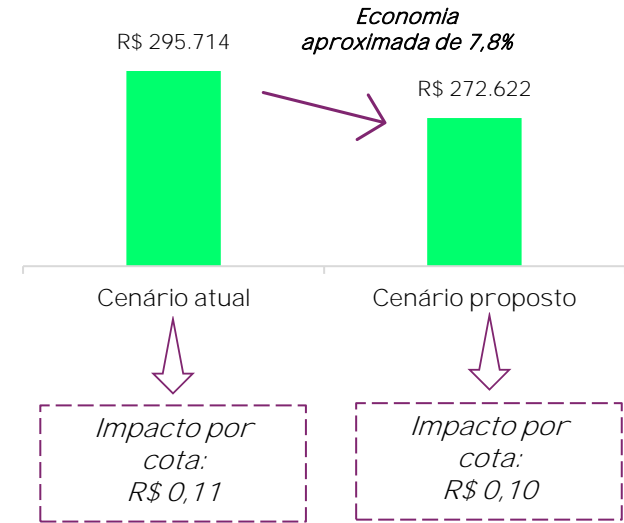 Economia
aproximada de 7,8%
R$ 295.714
R$ 272.622
Cenário atual
Cenário proposto
Impacto por
cota:
R$ 0,11
Impacto por
cota:
R$ 0,10